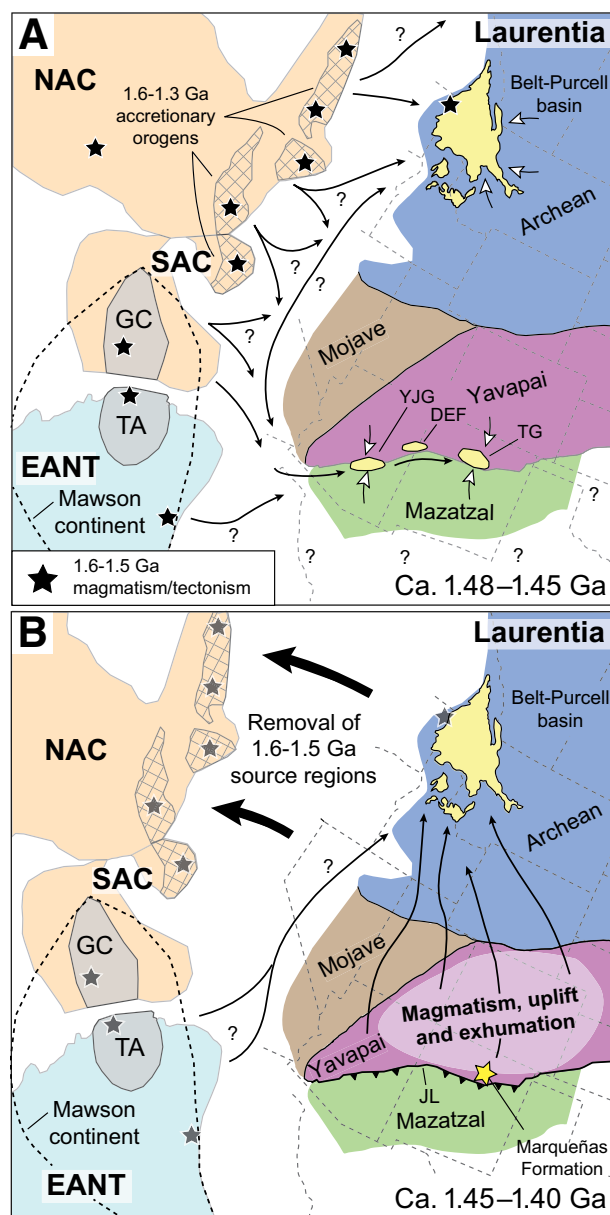 A
Laurentia
NAC
?
1.6-1.3 Ga
accretionary
orogens
?
Belt-Purcell
basin
?
?
Archean
SAC
?
?
?
GC
?
Mojave
TA
YJG
DEF
Yavapai
TG
EANT
Mawson
continent
?
Mazatzal
?
?
?
?
1.6-1.5 Ga
magmatism/tectonism
Ca. 1.48–1.45 Ga
B
Laurentia
NAC
Removal of
1.6-1.5 Ga
source regions
Belt-Purcell
basin
Archean
SAC
?
GC
Mojave
TA
?
Magmatism, uplift
and exhumation
Yavapai
JL
Mazatzal
Mawson
continent
Marqueñas
Formation
EANT
Ca. 1.45–1.40 Ga